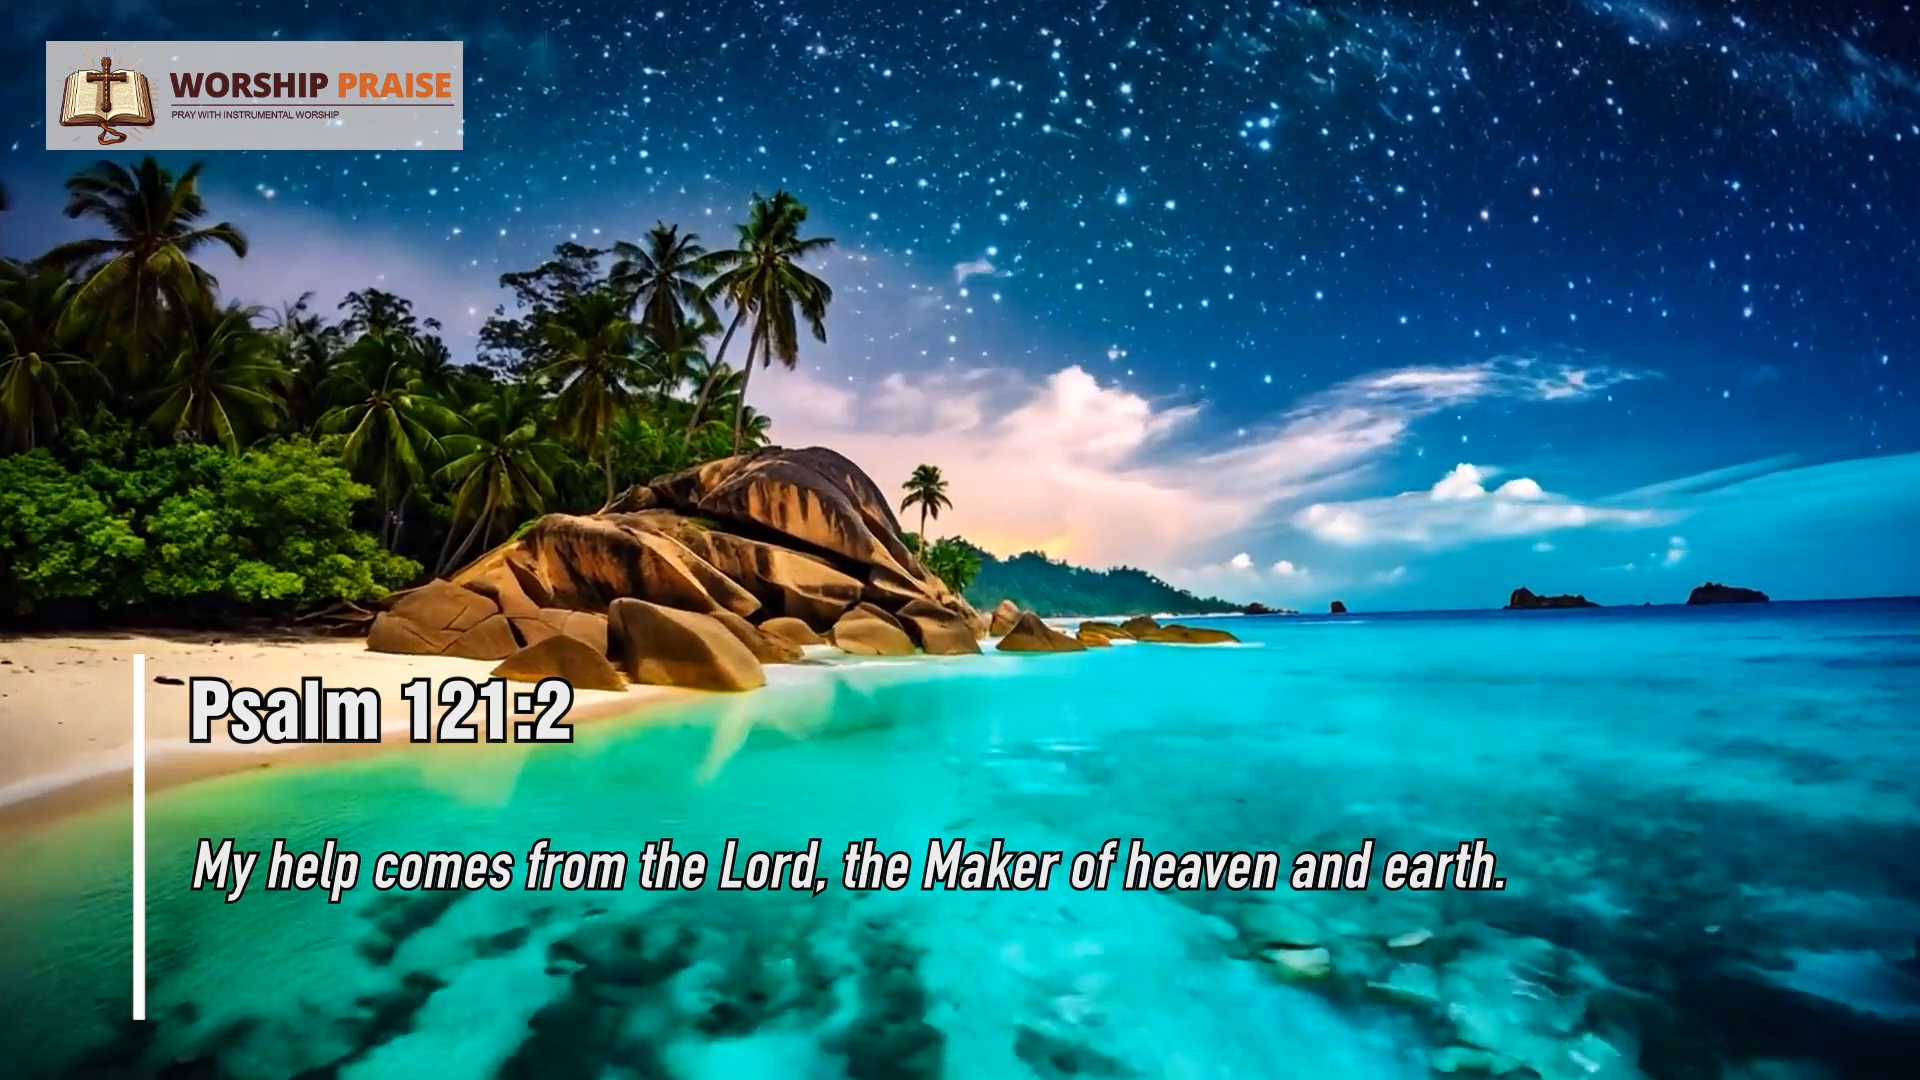 WORSHIP PRAISE
PRAY WITH INSTRUMENTAL WORSHIP
Psalm 121:2
My help comes from the Lord, the Maker of heaven and earth.